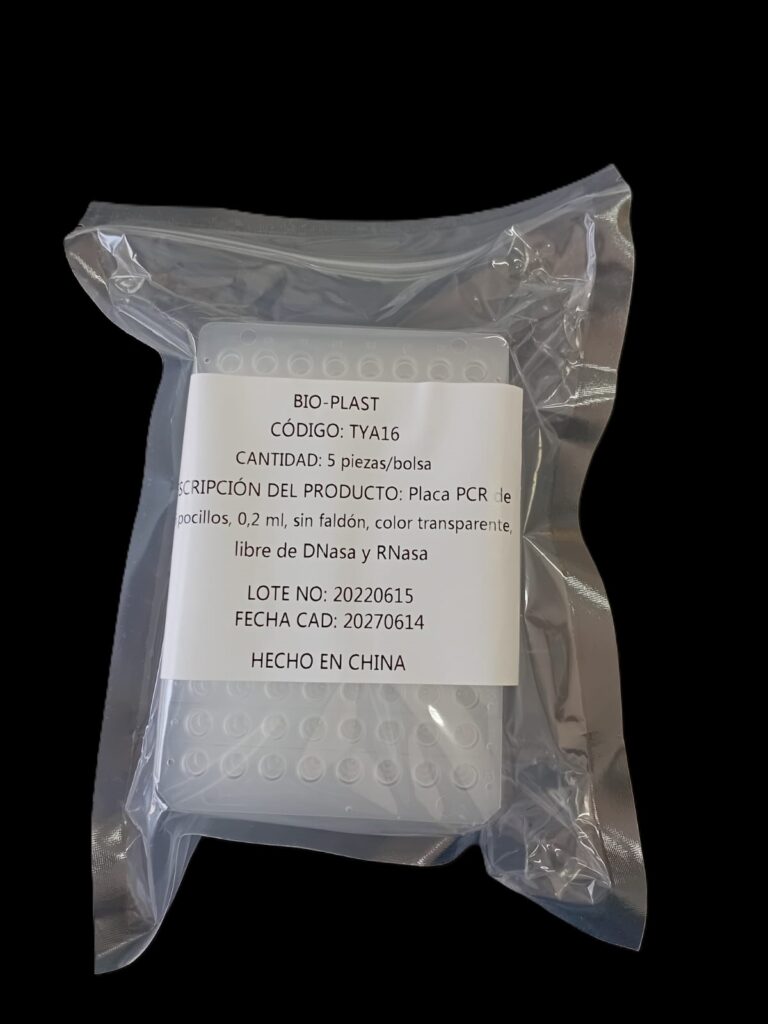 BIO-PLAST
CÓDIGO: TYA16
CANTIDAD: 5 piezas/bolsa
SCRIPCIÓN DEL PRODUCTO: Placa PCR de
pocillos, 0,2 ml, sin faldón, color transparente,
libre de DNasa y RNasa
LOTE NO: 20220615
FECHA CAD: 20270614
HECHO EN CHINA